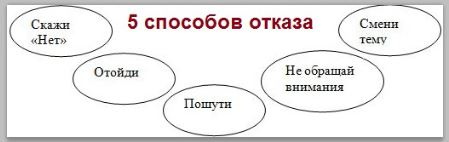 5 способов отказа
Скажи
«Нет»
Отойди
Пошути
Не обращай
внимания
Смени
тему